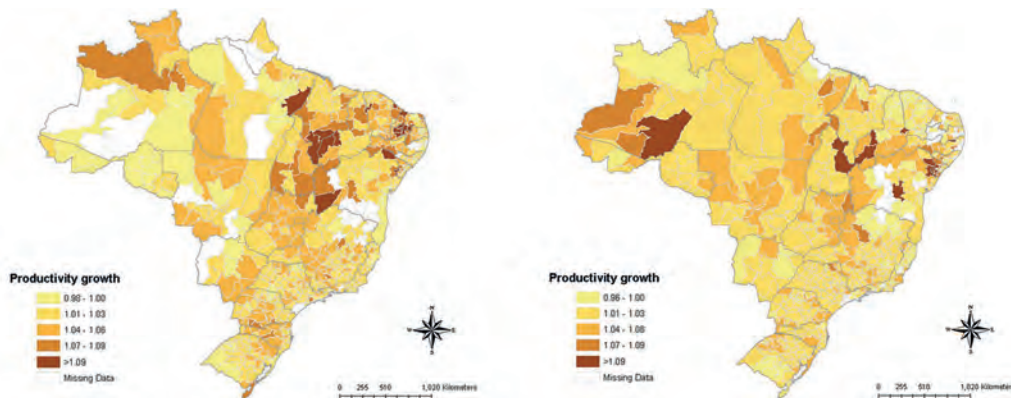 Productivity growth
0.98 - 1.00
1.01 - 1.03
1.04 - 1.06
1.07 - 1.09
>1.09
Missing Data
N
W
S
S
0 255 510 1,020 Kilometers
Productivity growth
0.96 - 1.00
1.01 - 1.03
1.04 - 1.06
1.07 - 1.09
>1.09
Missing Data
N
W
S
S
0 255 510 1,020 Kilometers